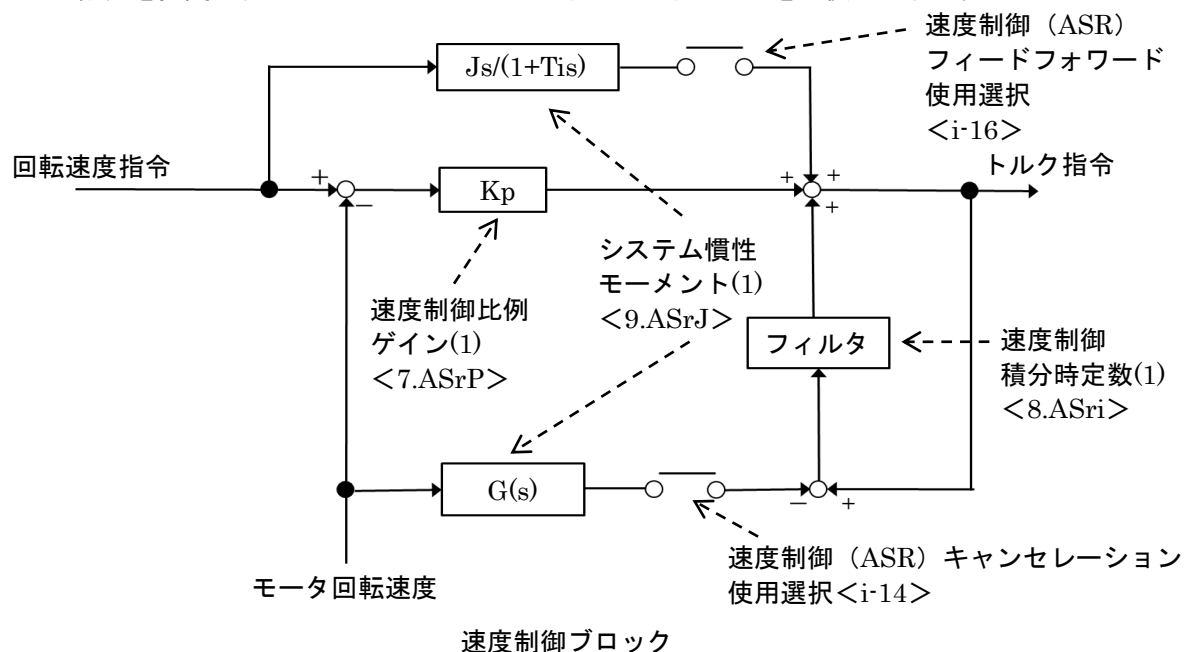 速度制御（ASR）
フィードフォワード
使用選択
＜i-16＞
Js/(1+Tis)
回転速度指令
トルク指令
+
−
Kp
+
+
+
システム慣性
モーメント(1)
＜9.ASrJ＞
速度制御比例
ゲイン(1)
＜7.ASrP＞
フィルタ
速度制御
積分時定数(1)
＜8.ASri＞
G(s)
−
+
速度制御（ASR）キャンセレーション
使用選択＜i-14＞
モータ回転速度
速度制御ブロック